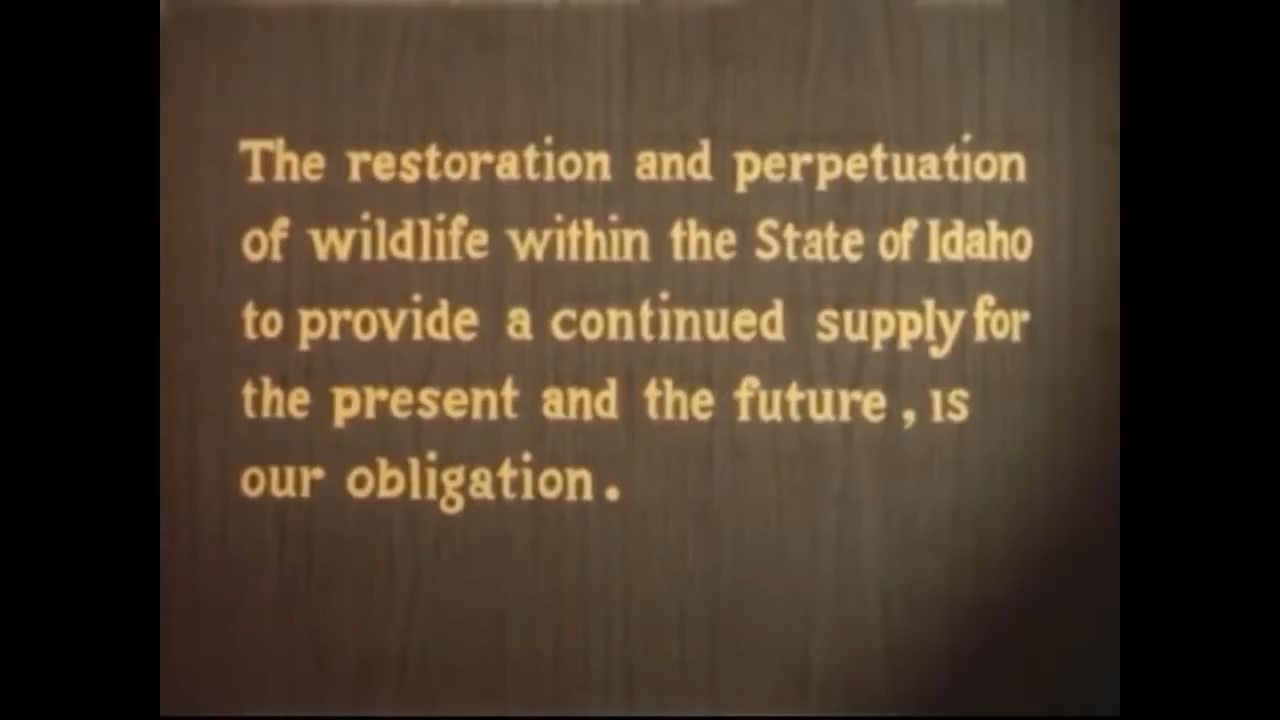 The restoration and perpetuation
of wildlife within the State of Idaho
to provide a continued supply for
the present and the future, is
our obligation.